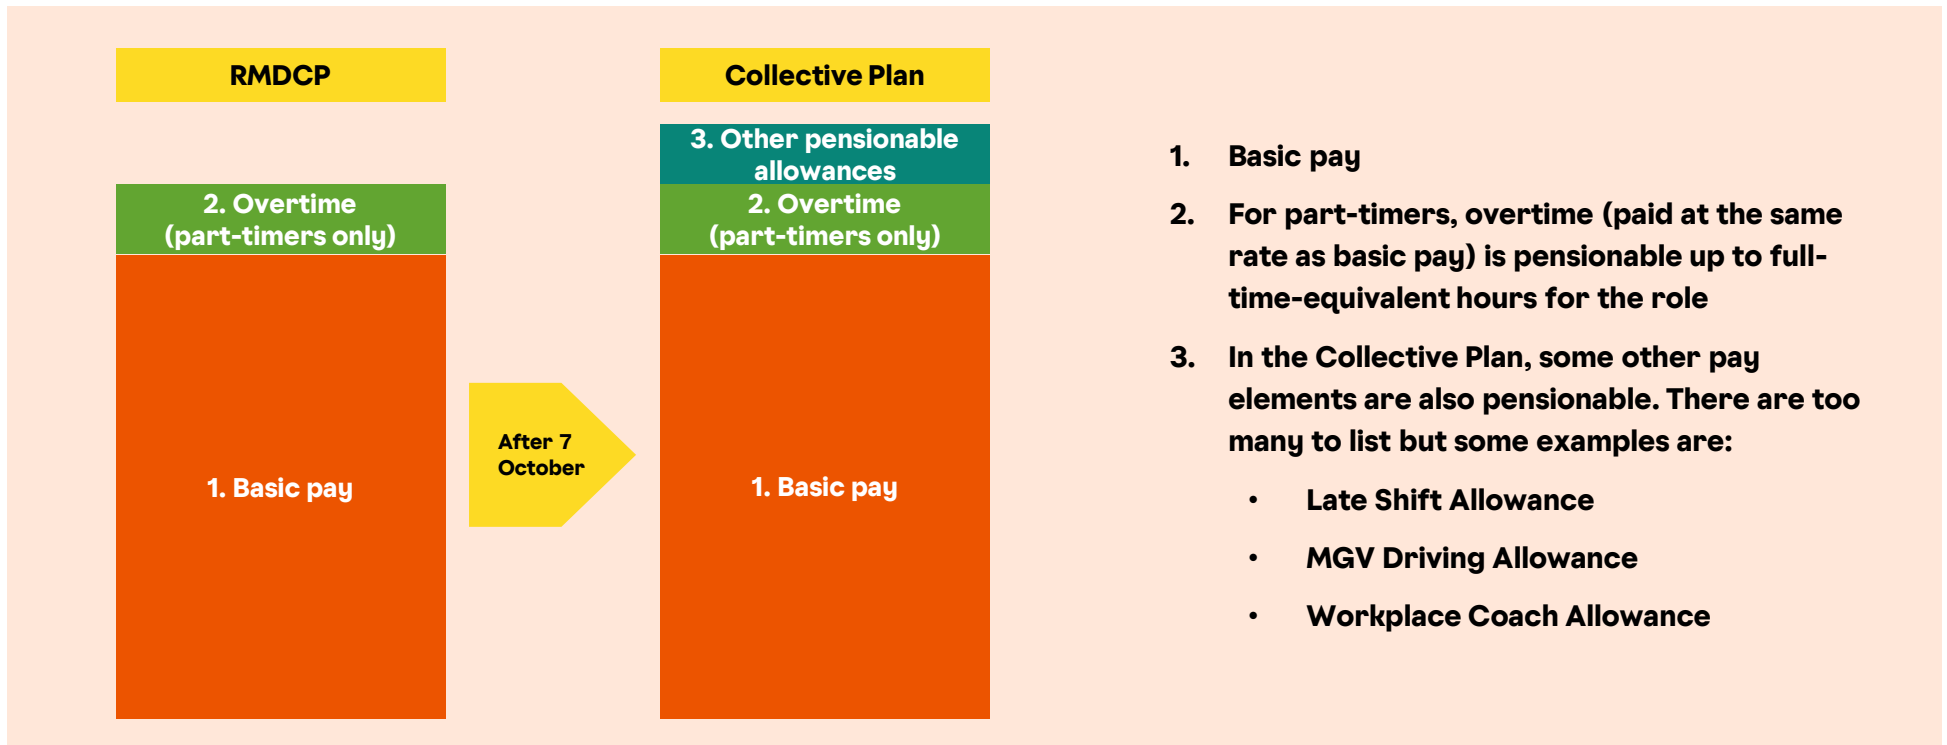 RMDCP
2. Overtime
(part-timers only)
1. Basic pay
After 7
October
Collective Plan
3. Other pensionable
allowances
2. Overtime
(part-timers only)
1. Basic pay
1. Basic pay
2. For part-timers, overtime (paid at the same
rate as basic pay) is pensionable up to full-
time-equivalent hours for the role
3. In the Collective Plan, some other pay
elements are also pensionable. There are too
many to list but some examples are:
• Late Shift Allowance
• MGV Driving Allowance
• Workplace Coach Allowance